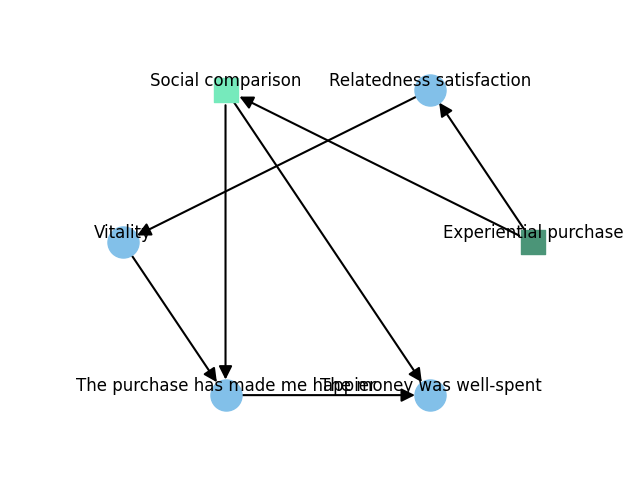 Social comparison
Relatedness satisfaction
Vitality
Experiential purchase
The purchase has made me happier
The money was well-spent